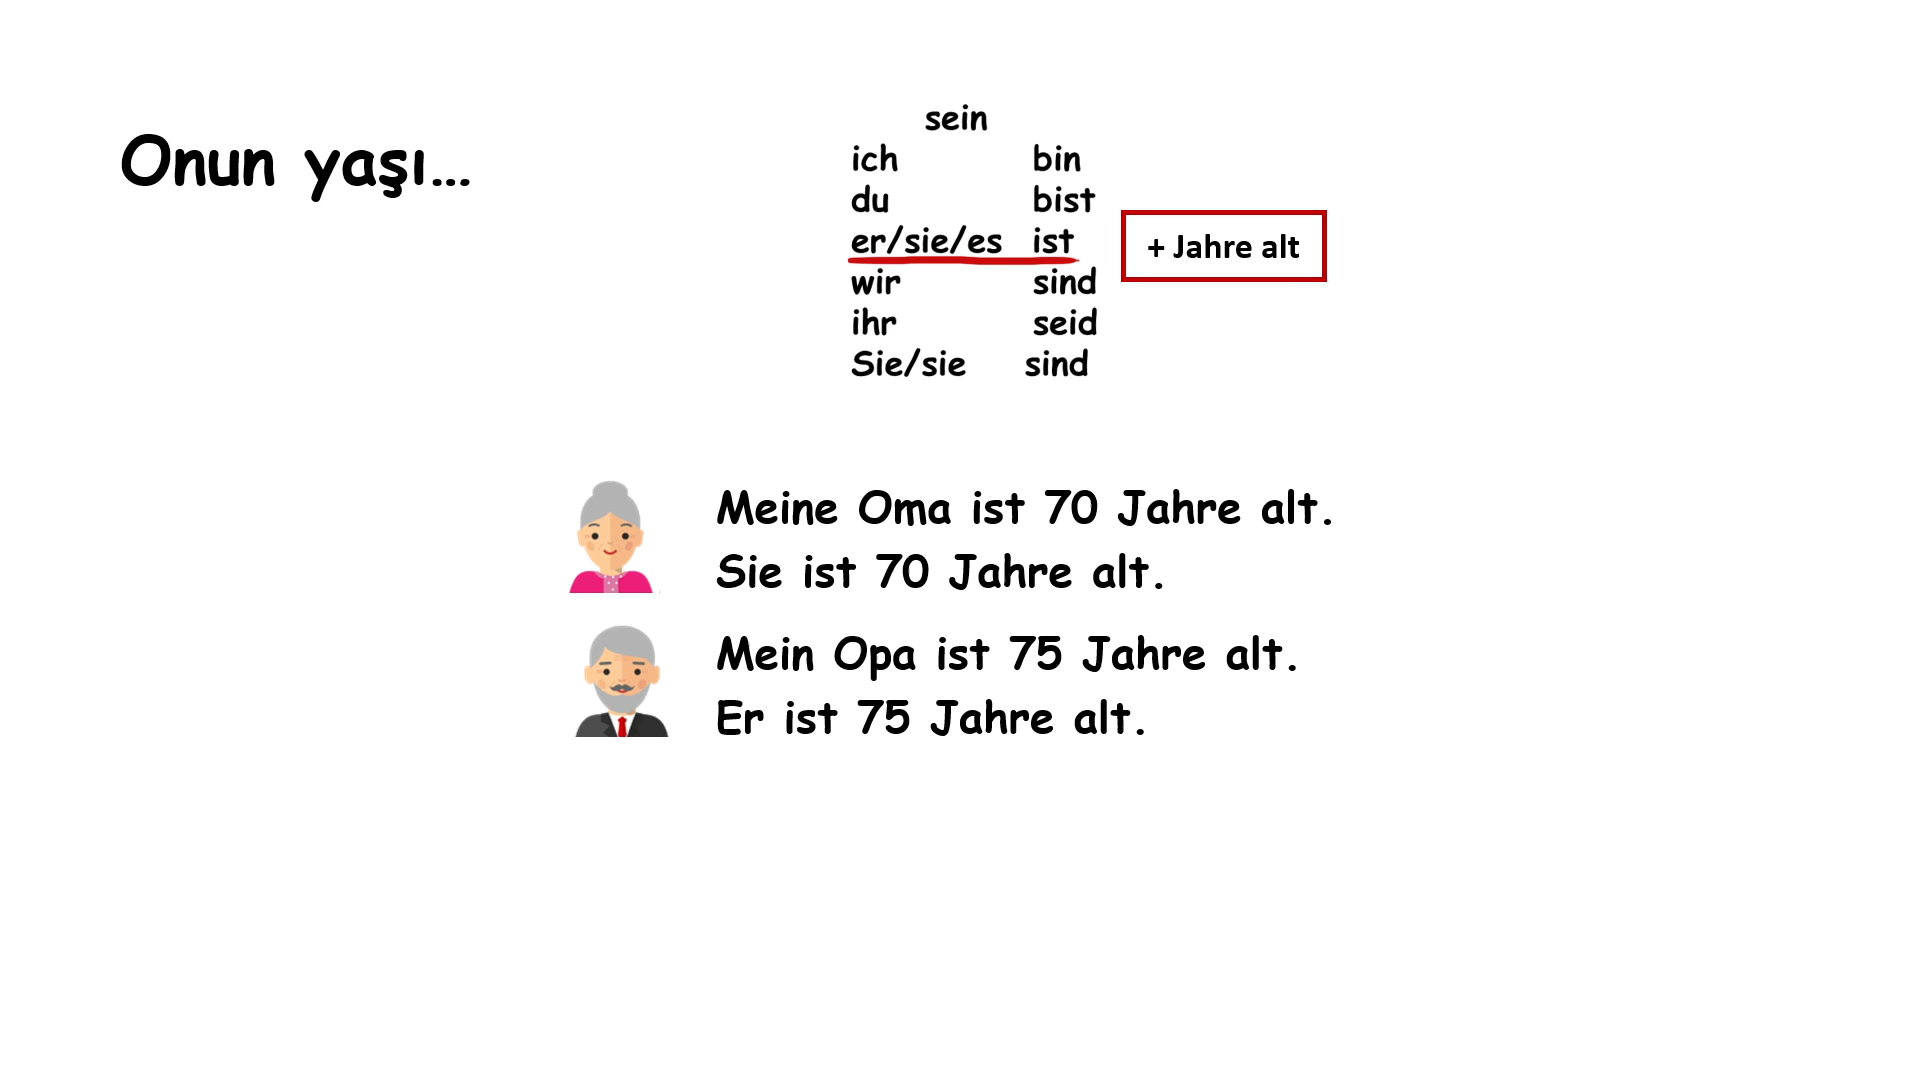 Onun yaşı...
sein
ich bin
du bist
er/sie/es ist
+ Jahre alt
wir sind
ihr seid
Sie/sie sind
Meine Oma ist 70 Jahre alt.
Sie ist 70 Jahre alt.
Mein Opa ist 75 Jahre alt.
Er ist 75 Jahre alt.